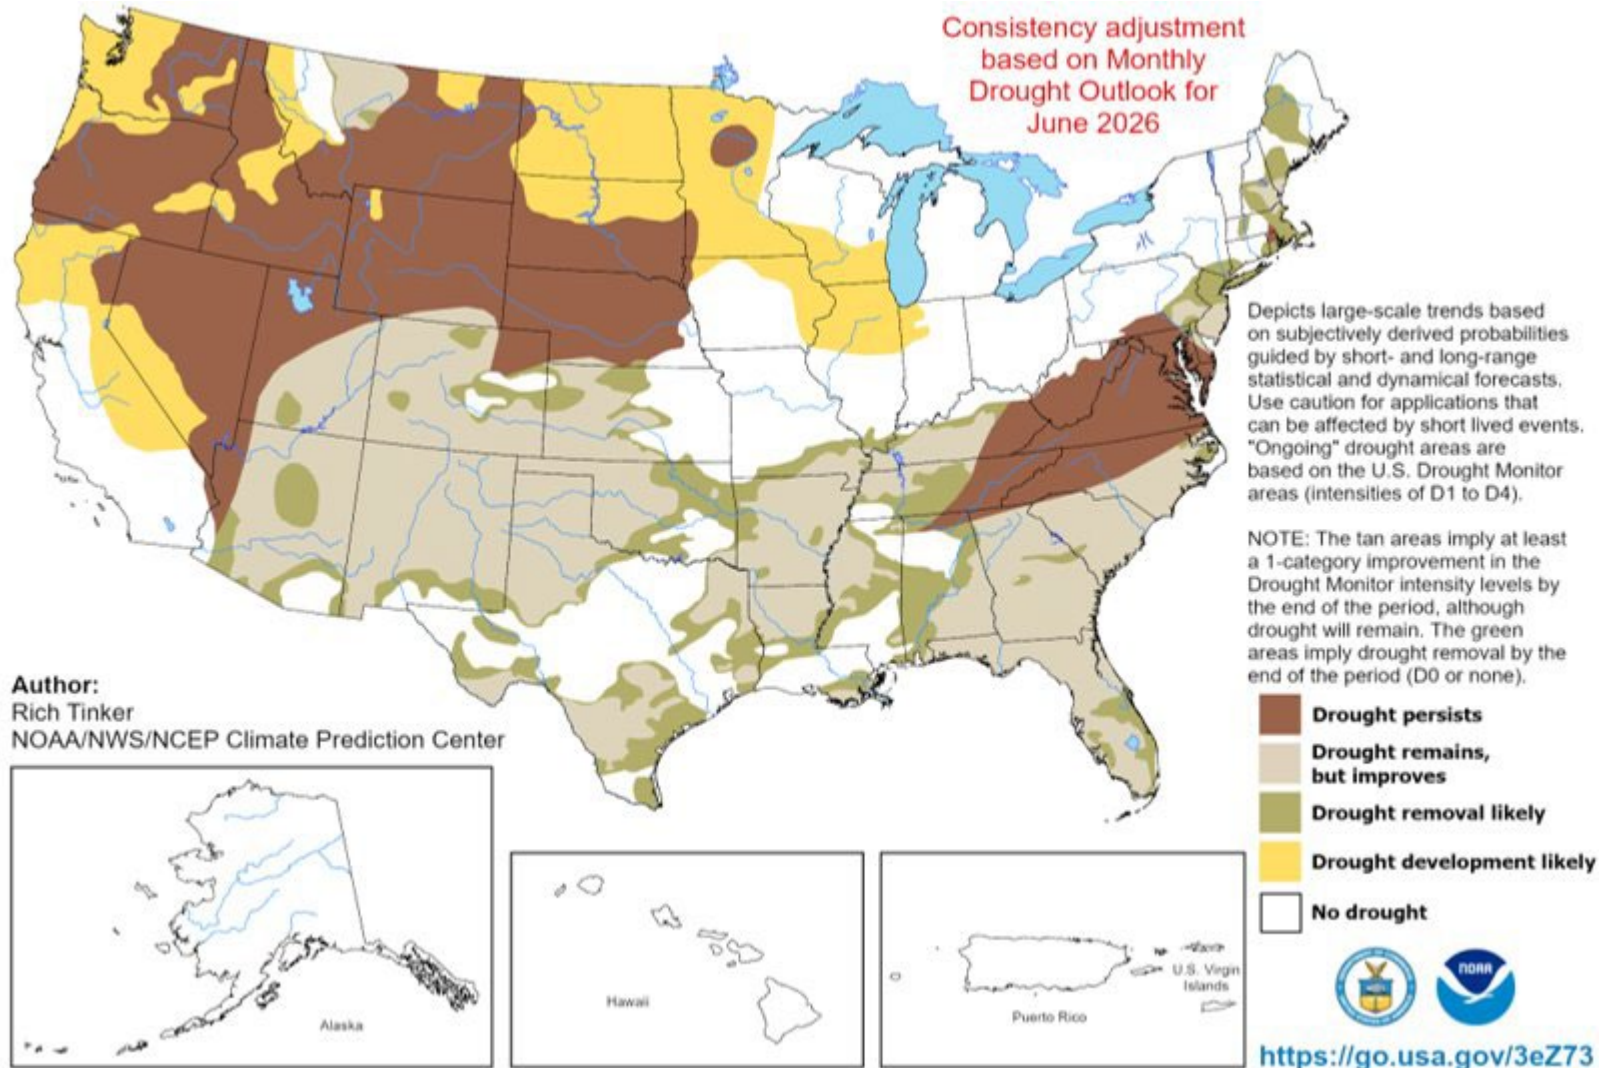 Consistency adjustment
based on Monthly
Drought Outlook for
June 2026
Depicts large-scale trends based
on subjectively derived probabilities
guided by short- and long-range
statistical and dynamical forecasts.
Use caution for applications that
can be affected by short lived events.
"Ongoing" drought areas are
based on the U.S. Drought Monitor
areas (intensities of D1 to D4).
NOTE: The tan areas imply at least
a 1-category improvement in the
Drought Monitor intensity levels by
the end of the period, although
drought will remain. The green
areas imply drought removal by the
end of the period (D0 or none).
Author:
Rich Tinker
NOAA/NWS/NCEP Climate Prediction Center
Drought persists
Drought remains,
but improves
Drought removal likely
Drought development likely
No drought
Alaska
Hawaii
Puerto Rico
U.S. Virgin
Islands
NOAA
https://go.usa.gov/3eZ73